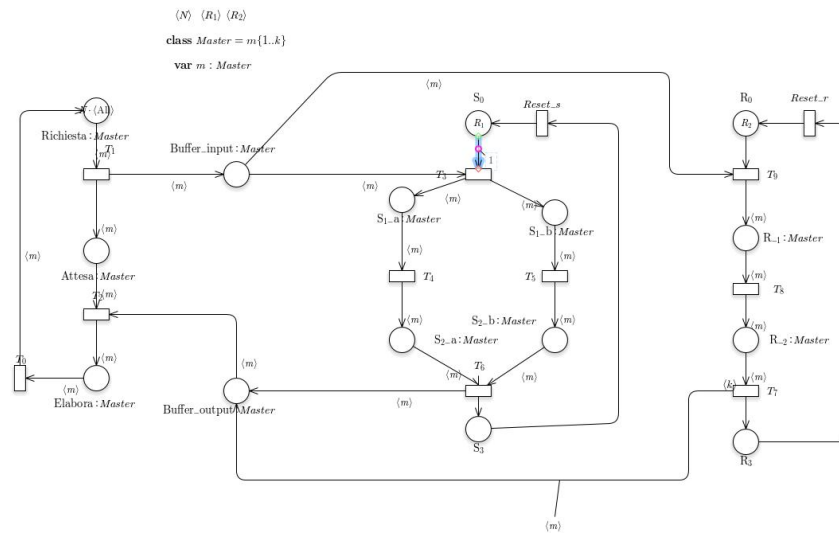 ⟨N⟩ ⟨R₁⟩ ⟨R₂⟩
class Master = m{1..k}
var m : Master
⟨m⟩
S₀
Reset_s
R₀
Reset_r
N · ⟨All⟩
R₁
R₂
Richiesta : Master
T₁
⟨m⟩
Buffer_input : Master
1
T₃
T₉
⟨m⟩
⟨m⟩
⟨m⟩
⟨m⟩
S₁_a : Master
S₁_b : Master
⟨m⟩
⟨m⟩
R_₁ : Master
⟨m⟩
⟨m⟩
⟨m⟩
⟨m⟩
Attesa : Master
⟨m⟩
T₄
T₅
⟨m⟩
T₈
⟨m⟩
⟨m⟩
⟨m⟩
⟨m⟩
S₂_b : Master
S₂_a : Master
R_₂ : Master
T₀
⟨m⟩
⟨m⟩
T₆
⟨m⟩
⟨m⟩
⟨m⟩
⟨k⟩
T₇
⟨m⟩
Elabora : Master
⟨m⟩
Buffer_output : Master
S₃
R₃
⟨m⟩